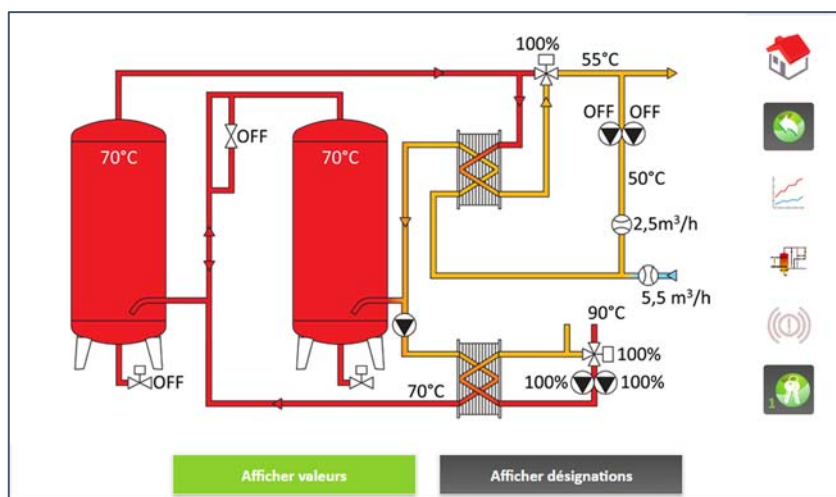 100%
55°C
OFF
OFF OFF
70°C
70°C
50°C
2,5m³/h
5,5 m³/h
90°C
100%
OFF
70°C
100%
100%
1
Afficher valeurs
Afficher désignations